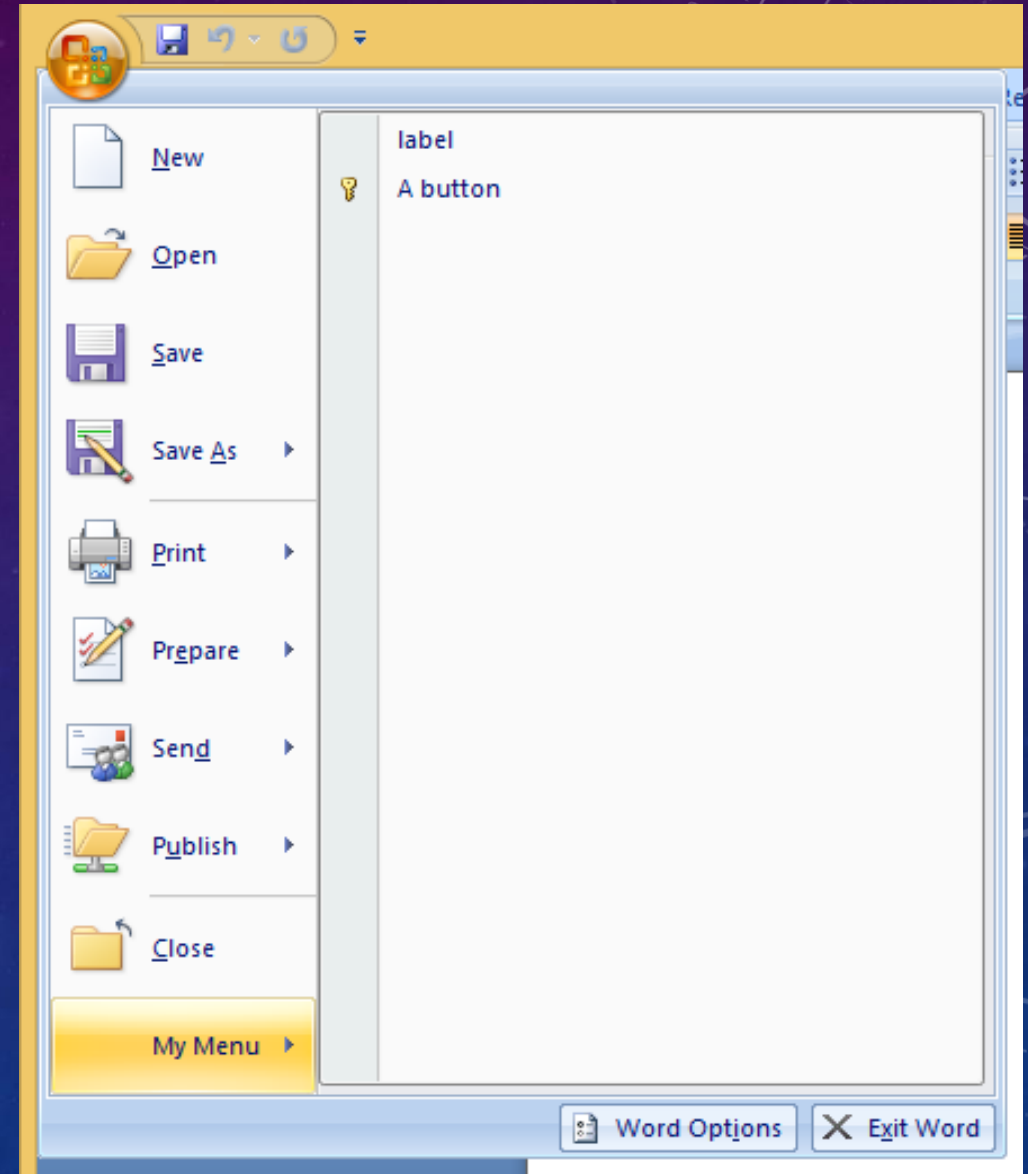 New
Open
Save
Save As
Print
Prepare
Send
Publish
Close
My Menu
label
A button
Word Options
Exit Word